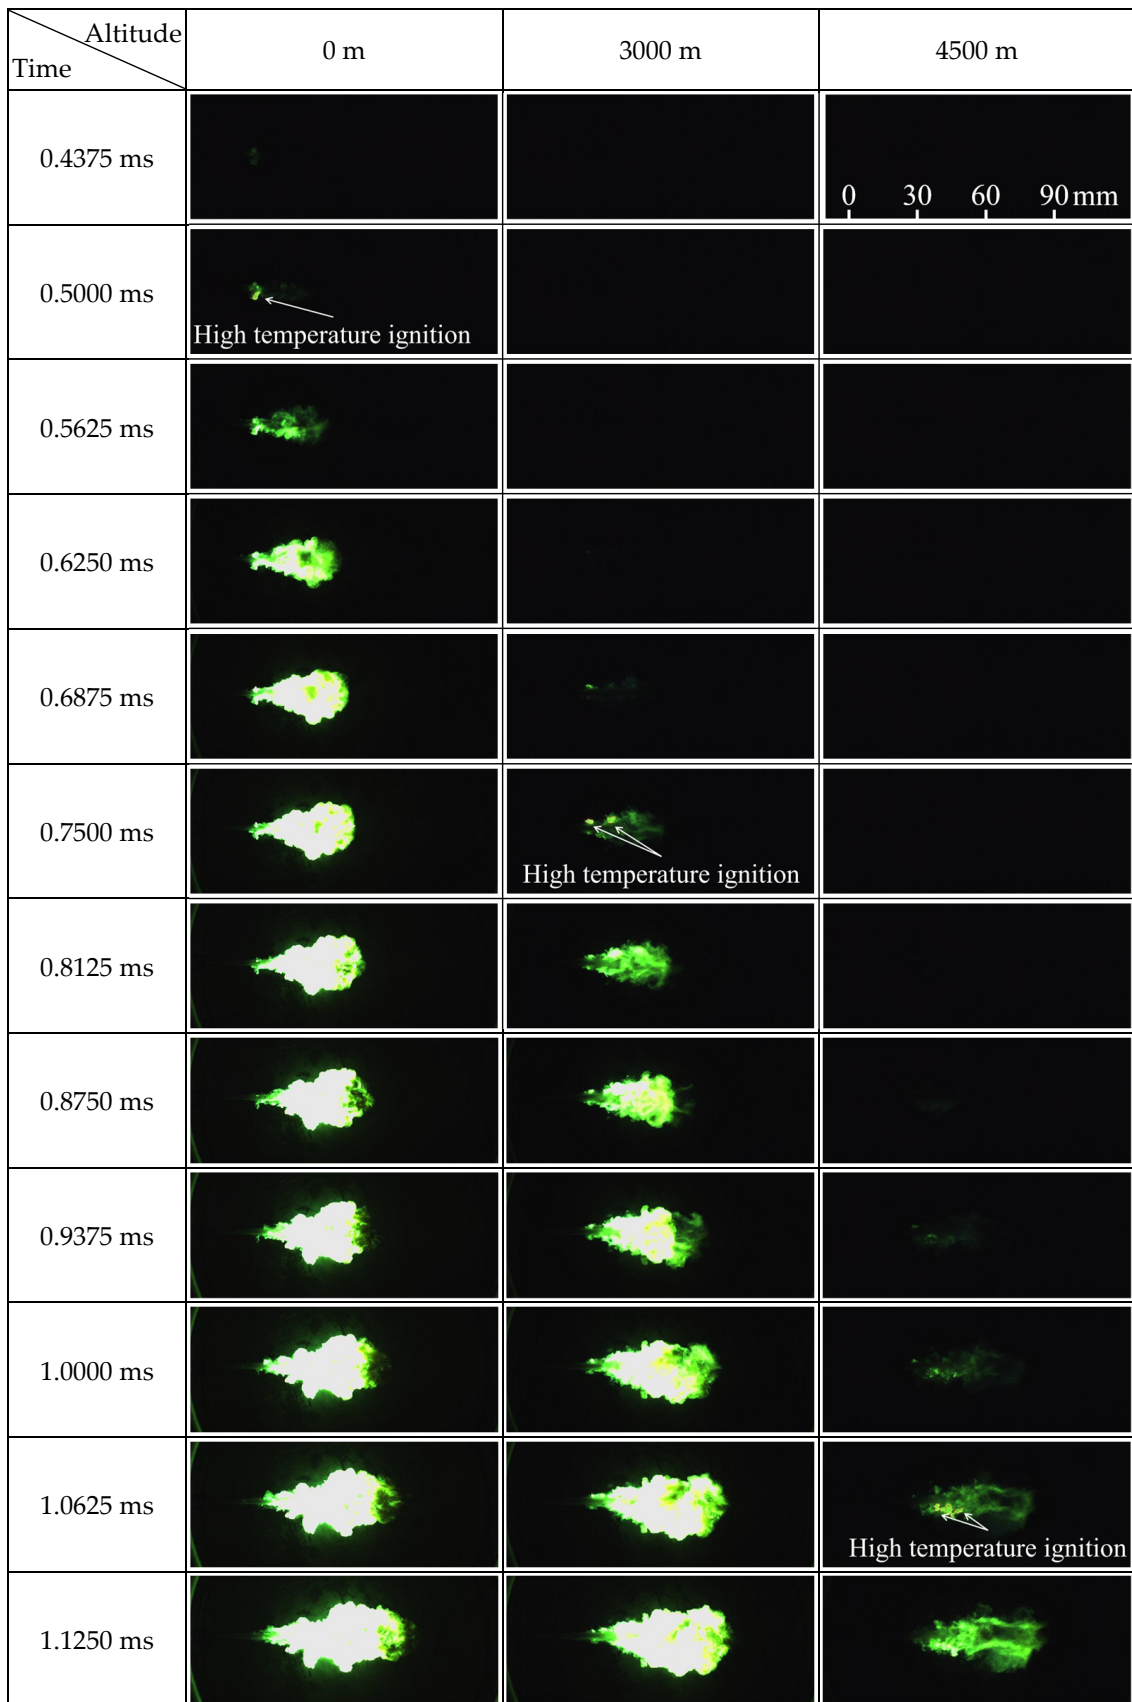 Altitude
Time
0 m
3000 m
4500 m
0.4375 ms
0 30 60 90 mm
0.5000 ms
High temperature ignition
0.5625 ms
0.6250 ms
0.6875 ms
0.7500 ms
High temperature ignition
0.8125 ms
0.8750 ms
0.9375 ms
1.0000 ms
1.0625 ms
High temperature ignition
1.1250 ms